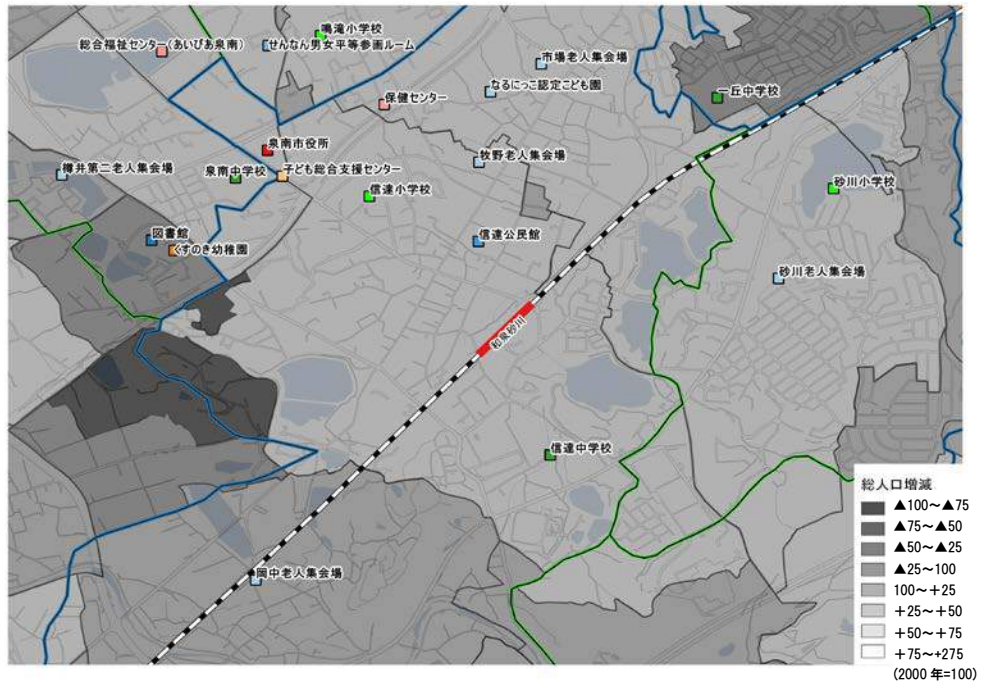 鳴滝小学校
総合福祉センター(あいぴあ泉南)
せんなん男女平等参画ルーム
市場老人集会場
なるにっこ認定こども園
一丘中学校
保健センター
泉南市役所
牧野老人集会場
樽井第二老人集会場
泉南中学校
子ども総合支援センター
信達小学校
砂川小学校
図書館
くすのき幼稚園
信達公民館
砂川老人集会場
和泉砂川
信達中学校
岡中老人集会場
総人口増減
▲100~▲75
▲75~▲50
▲50~▲25
▲25~100
100~+25
+25~+50
+50~+75
+75~+275
(2000 年=100)